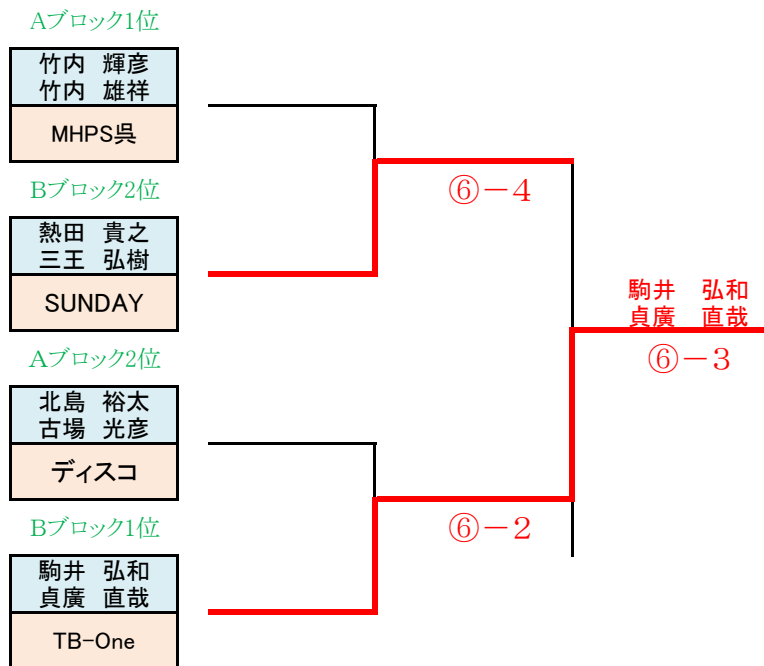 Aブロック1位
竹内　輝彦
竹内　雄祥
MHPS呉
Bブロック2位
熱田　貴之
三王　弘樹
SUNDAY
Aブロック2位
北島　裕太
古場　光彦
ディスコ
Bブロック1位
駒井　弘和
貞廣　直哉
TB-One
⑥－4
⑥－2
駒井　弘和
貞廣　直哉
⑥－3